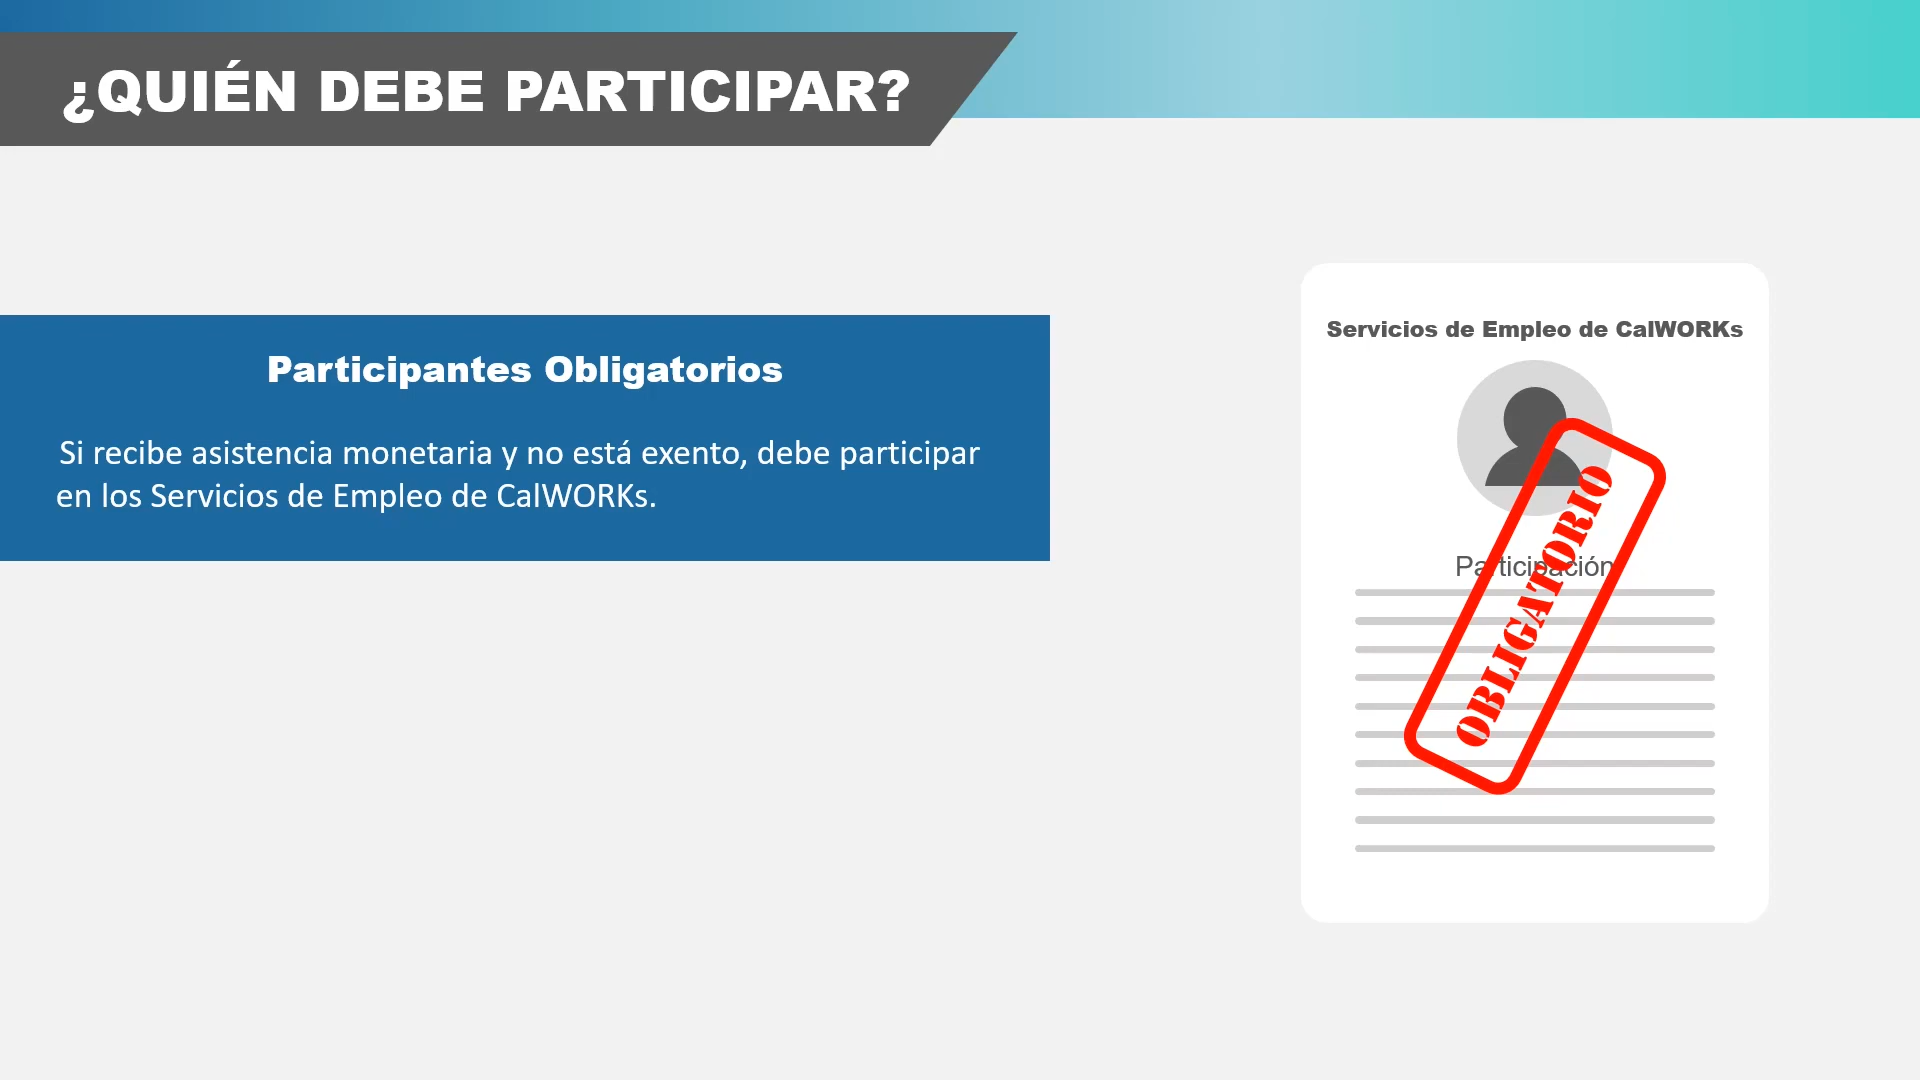 ¿QUIÉN DEBE PARTICIPAR?
Participantes Obligatorios
Si recibe asistencia monetaria y no está exento, debe participar
en los Servicios de Empleo de CalWORKs.
Servicios de Empleo de CalWORKs
Participación
OBLIGATORIO